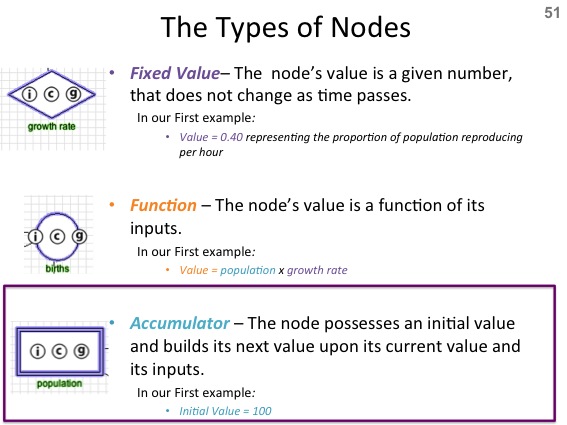 51
The Types of Nodes
• Fixed Value– The node's value is a given number,
that does not change as time passes.
In our First example:
• Value = 0.40 representing the proportion of population reproducing
per hour
i c g
growth rate
• Function – The node's value is a function of its
inputs.
In our First example:
• Value = population x growth rate
i c g
births
• Accumulator – The node possesses an initial value
and builds its next value upon its current value and
its inputs.
In our First example:
• Initial Value = 100
i c g
population